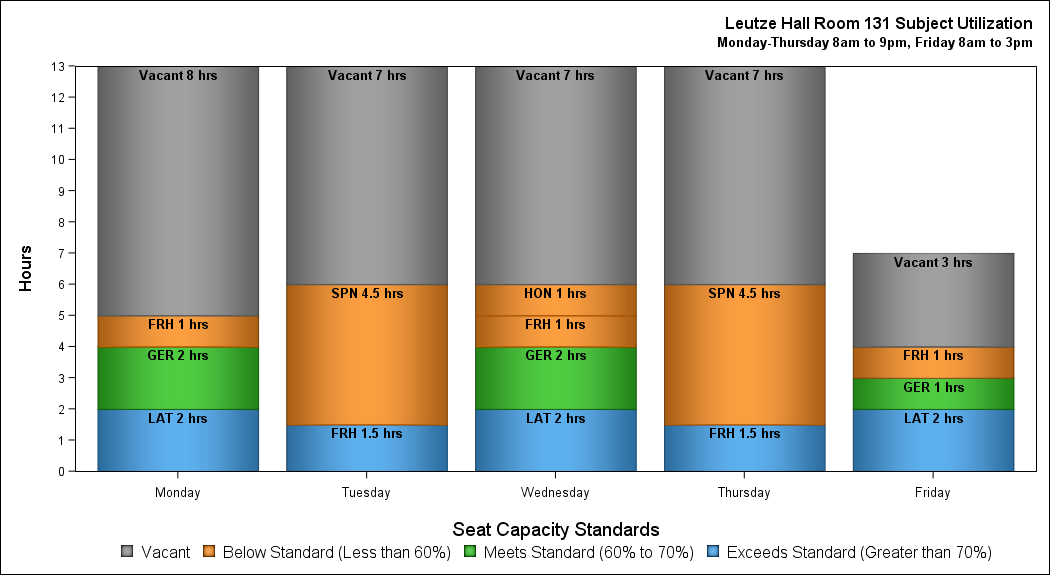 Leutze Hall Room 131 Subject Utilization
Monday-Thursday 8am to 9pm, Friday 8am to 3pm
13
12
11
10
9
8
7
6
5
4
3
2
1
0
Hours
Vacant 8 hrs
FRH 1 hrs
GER 2 hrs
LAT 2 hrs
Vacant 7 hrs
SPN 4.5 hrs
FRH 1.5 hrs
Vacant 7 hrs
HON 1 hrs
FRH 1 hrs
GER 2 hrs
LAT 2 hrs
Vacant 7 hrs
SPN 4.5 hrs
FRH 1.5 hrs
Vacant 3 hrs
FRH 1 hrs
GER 1 hrs
LAT 2 hrs
Monday Tuesday Wednesday Thursday Friday
Seat Capacity Standards
Vacant Below Standard (Less than 60%) Meets Standard (60% to 70%) Exceeds Standard (Greater than 70%)